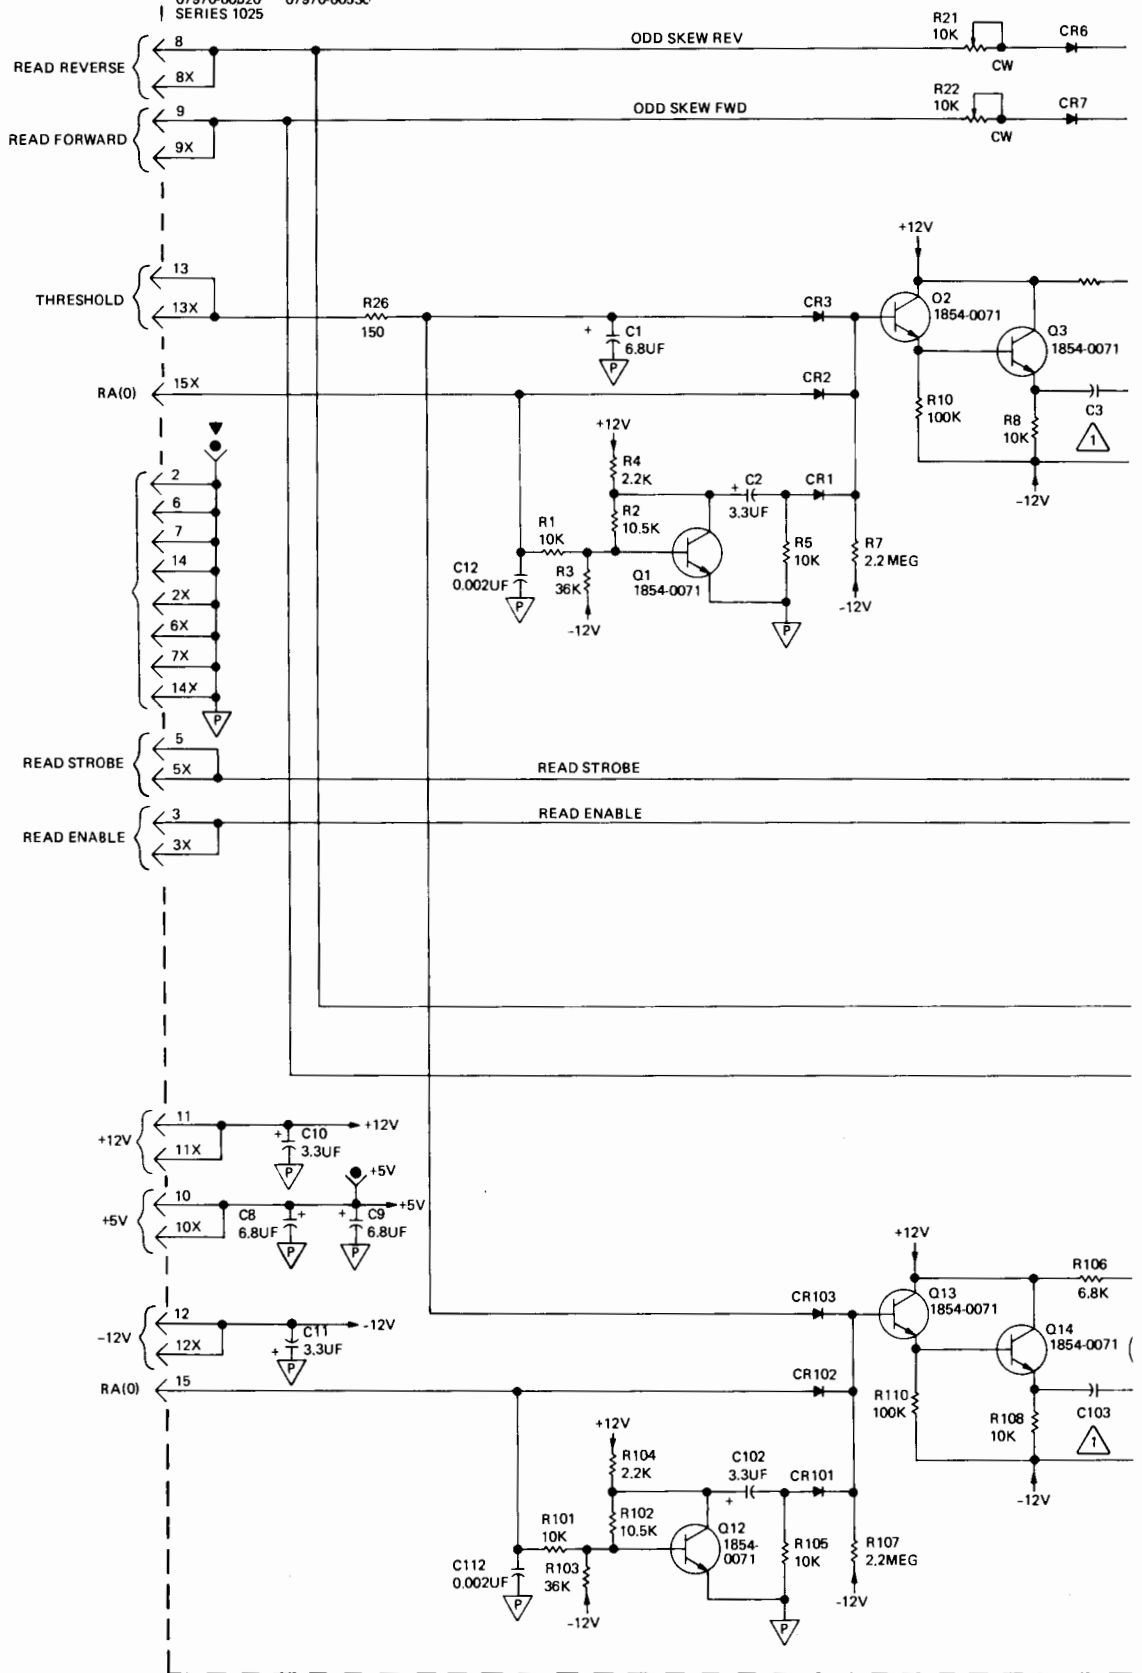 SERIES 1025
READ REVERSE
8
8X
ODD SKEW REV
R21
10K
CW
CR6
READ FORWARD
9
9X
ODD SKEW FWD
R22
10K
CW
CR7
THRESHOLD
13
13X
R26
150
C1
6.8UF
+
P
CR3
+12V
Q2
1854-0071
Q3
1854-0071
R10
100K
R8
10K
C3
1
-12V
RA(0)
15X
CR2
+12V
R4
2.2K
R2
10.5K
+
C2
3.3UF
CR1
R1
10K
C12
0.002UF
P
R3
36K
-12V
Q1
1854-0071
R5
10K
P
R7
2.2 MEG
-12V
2
6
7
14
2X
6X
7X
14X
P
READ STROBE
5
5X
READ STROBE
READ ENABLE
3
3X
READ ENABLE
+12V
11
11X
+
C10
3.3UF
P
+12V
+5V
10
10X
C8
6.8UF
+
P
+
C9
6.8UF
P
+5V
+5V
-12V
12
12X
+
C11
3.3UF
P
-12V
CR103
+12V
Q13
1854-0071
R106
6.8K
Q14
1854-0071
R110
100K
R108
10K
C103
1
-12V
RA(0)
15
CR102
+12V
R104
2.2K
C102
3.3UF
+
CR101
R102
10.5K
R101
10K
C112
0.002UF
P
R103
36K
-12V
Q12
1854-
0071
R105
10K
P
R107
2.2MEG
-12V